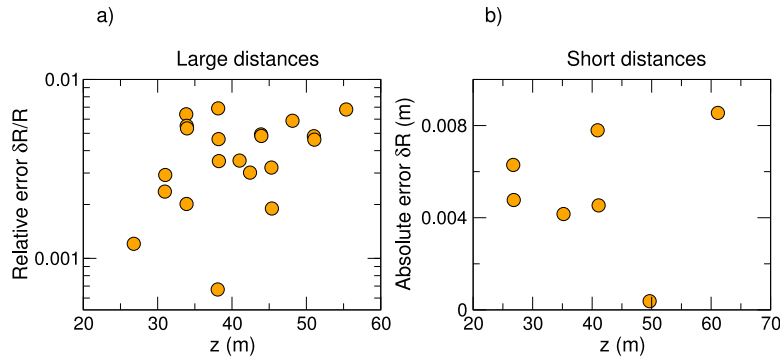 a)
Large distances
Relative error δR/R
0.01
0.001
20 30 40 50 60
z (m)
b)
Short distances
Absolute error δR (m)
0.008
0.004
0
20 30 40 50 60 70
z (m)